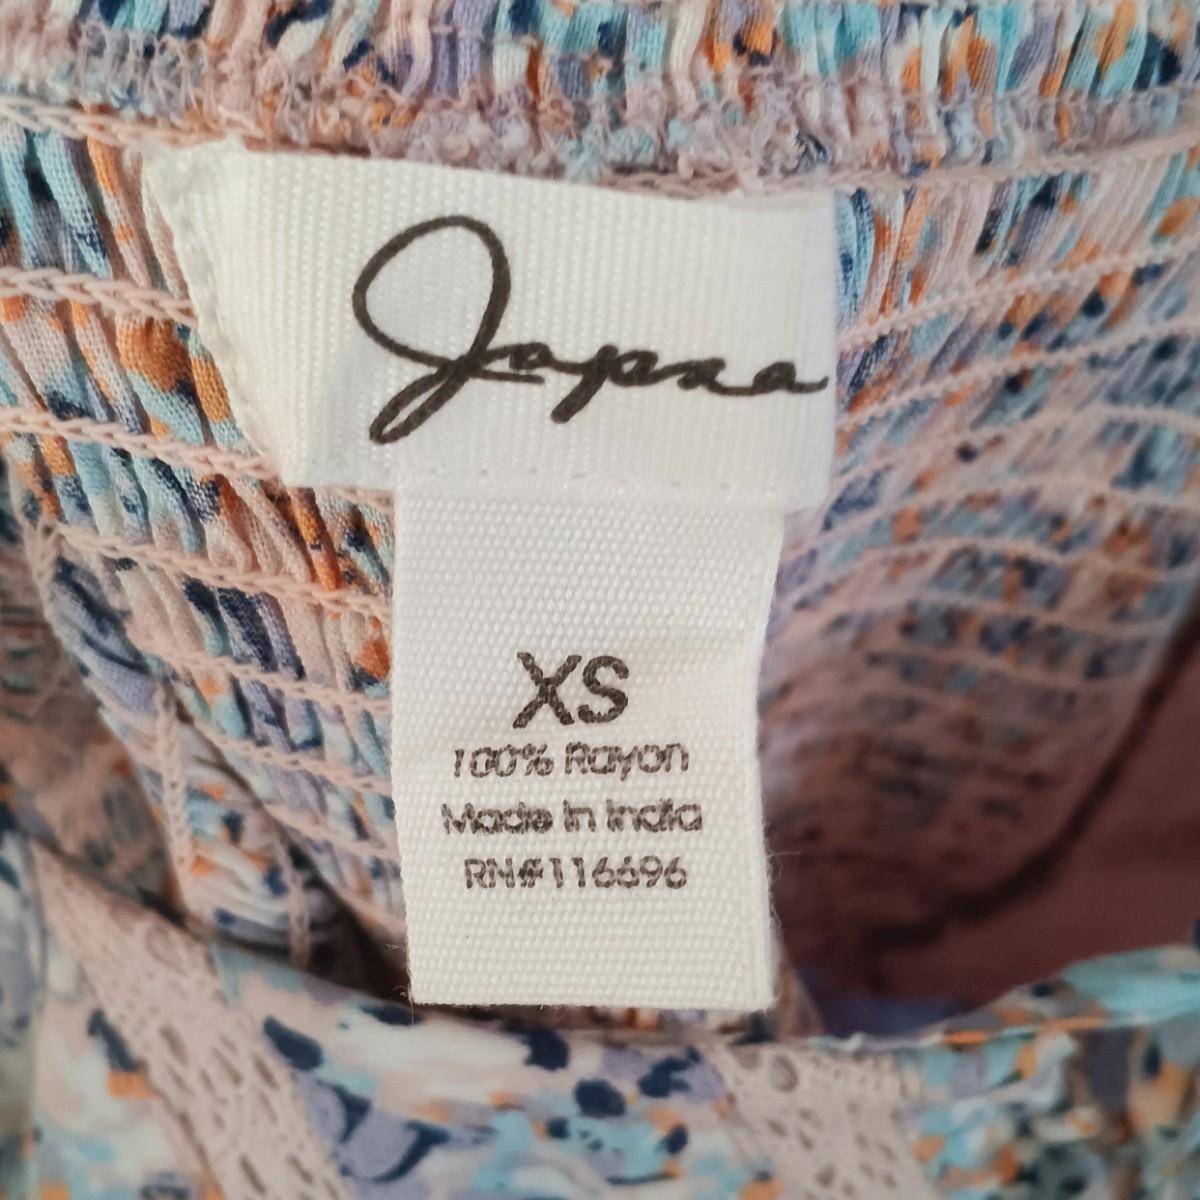 Japna
XS
100% Rayon
Made In India
RN#116696